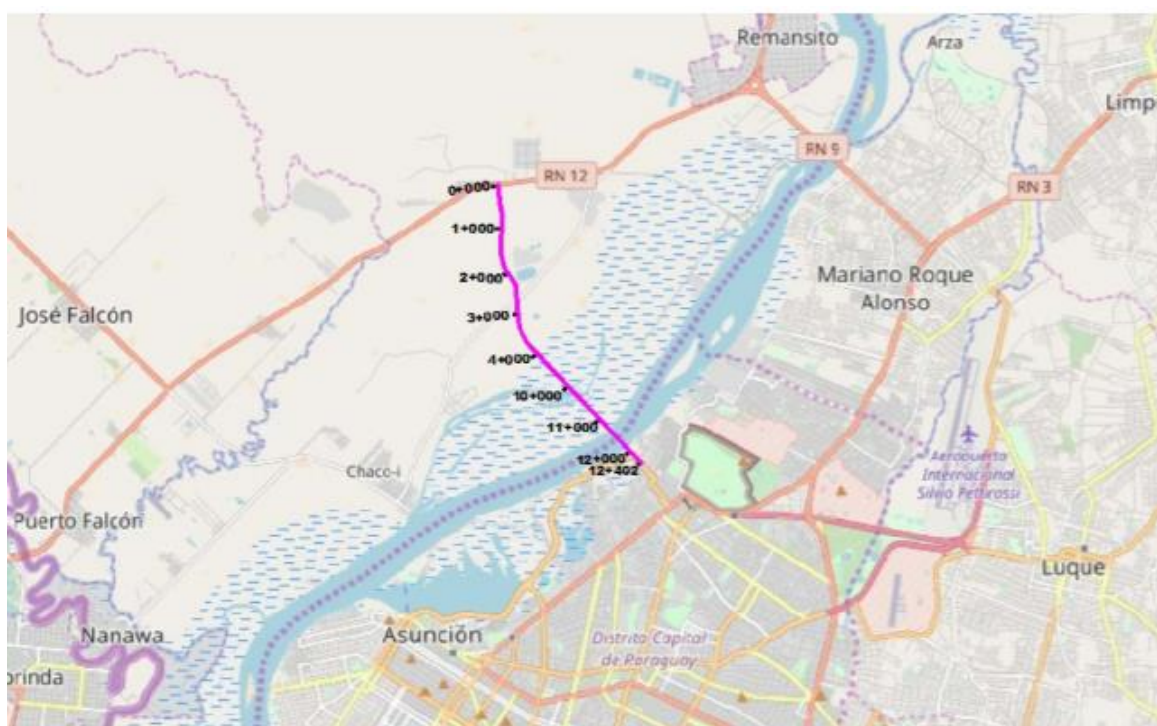 Remansito
Arza
Limp
RN 9
RN 12
RN 3
0+000
1+000
2+000
3+000
4+000
10+000
11+000
12+000
12+402
Mariano Roque
Alonso
José Falcón
Chaco-i
Puerto Falcón
Aeropuerto
Internacional
Silvio Pettirossi
Luque
Nanawa
Asunción
Distrito Capital
de Paraguay
orinda